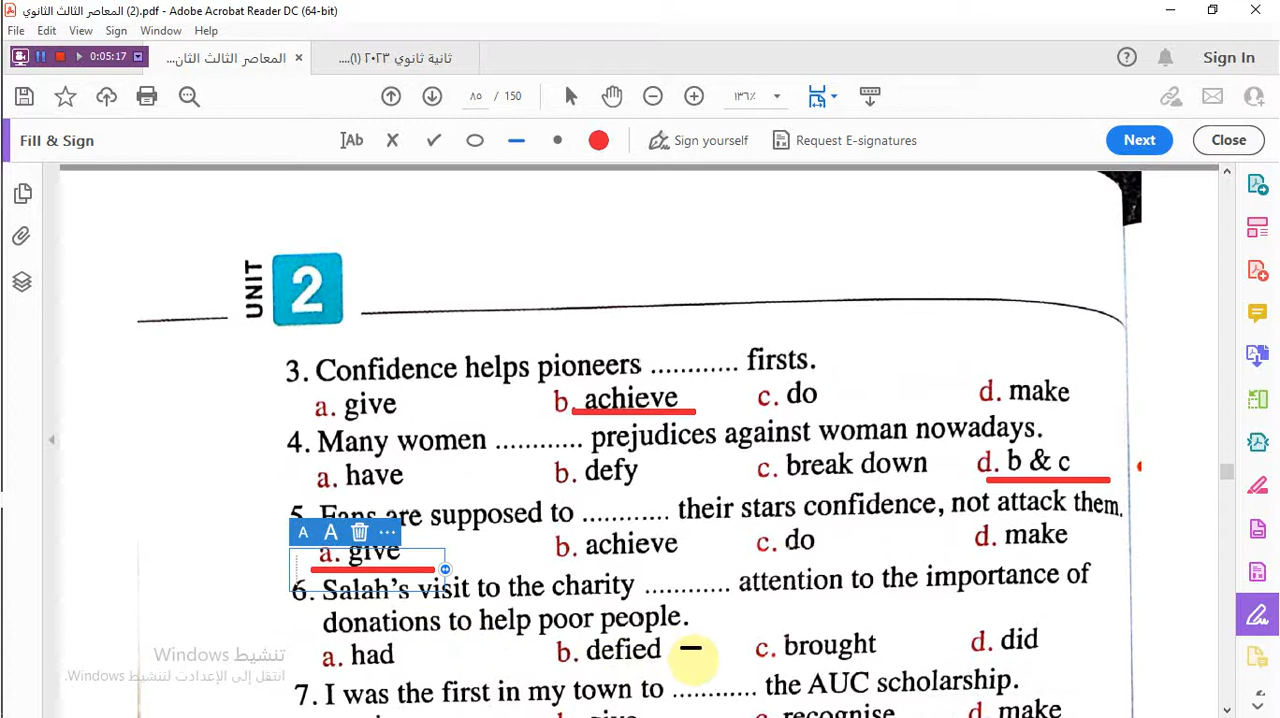 المعاصر الثالث الثانوي (2).pdf - Adobe Acrobat Reader DC (64-bit)
File Edit View Sign Window Help
0:05:17
المعاصر الثالث الثان...
ثانية ثانوي ٢٠٢٣ (١)....
Sign In
٨٥ / 150
١٣٦٪
Fill & Sign
Ab
Sign yourself
Request E-signatures
Next
Close
UNIT 2
3. Confidence helps pioneers ............ firsts.
a. give b. achieve c. do d. make
4. Many women ............ prejudices against woman nowadays.
a. have b. defy c. break down d. b & c
5. Fans are supposed to ............ their stars confidence, not attack them.
A A
a. give b. achieve c. do d. make
6. Salah's visit to the charity ............ attention to the importance of
donations to help poor people.
a. had b. defied c. brought d. did
تنشيط Windows
انتقل إلى الإعدادت لتنشيط Windows.
7. I was the first in my town to ............ the AUC scholarship.
c. recognise d. make